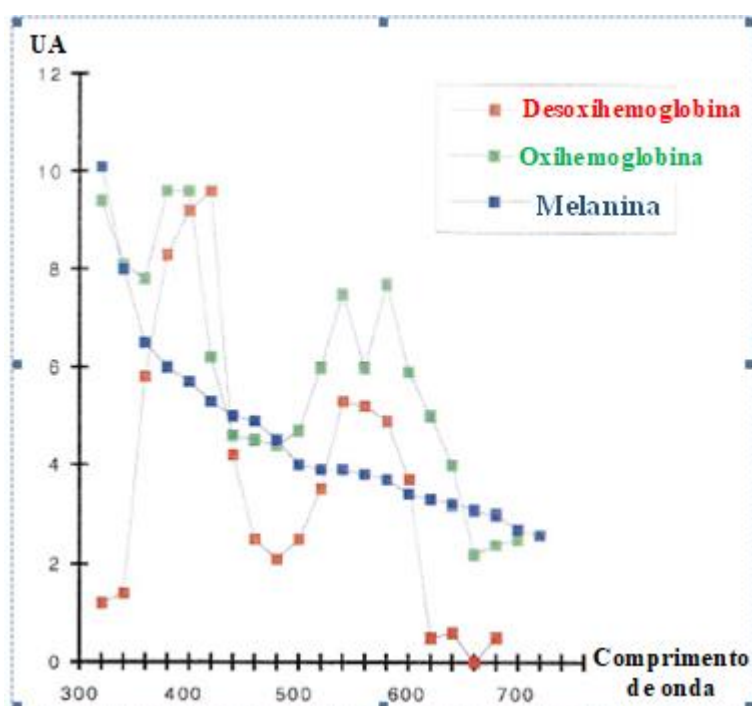 UA
12
10
8
6
4
2
0
Desoxihemoglobina
Oxihemoglobina
Melanina
300 400 500 600 700
Comprimento
de onda